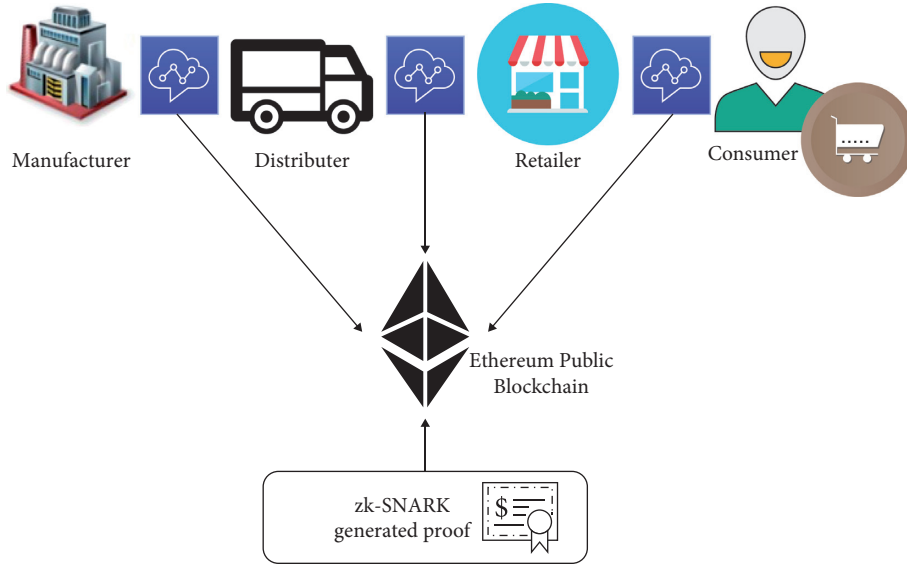 Manufacturer
Distributer
Retailer
Consumer
Ethereum Public
Blockchain
zk-SNARK
generated proof
$